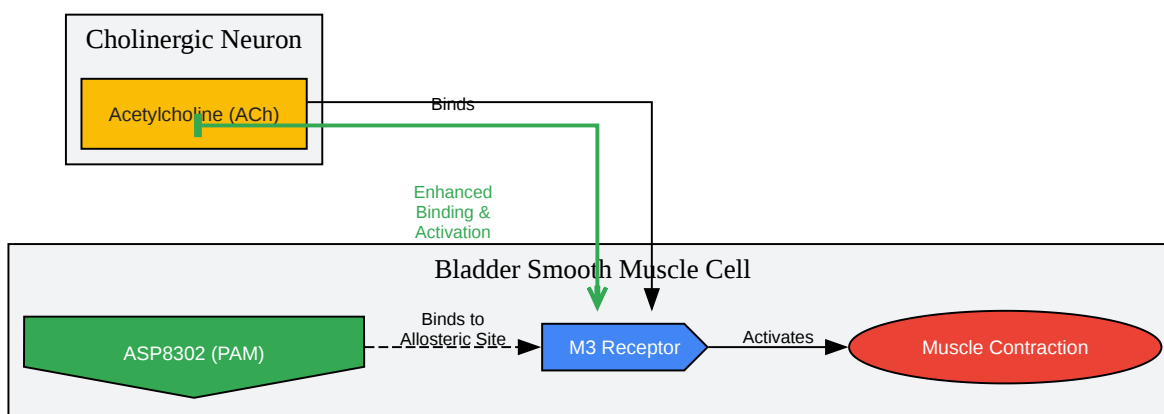 Cholinergic Neuron
Acetylcholine (ACh)
Binds
Enhanced
Binding &
Activation
Bladder Smooth Muscle Cell
ASP8302 (PAM)
Binds to
Allosteric Site
M3 Receptor
Activates
Muscle Contraction